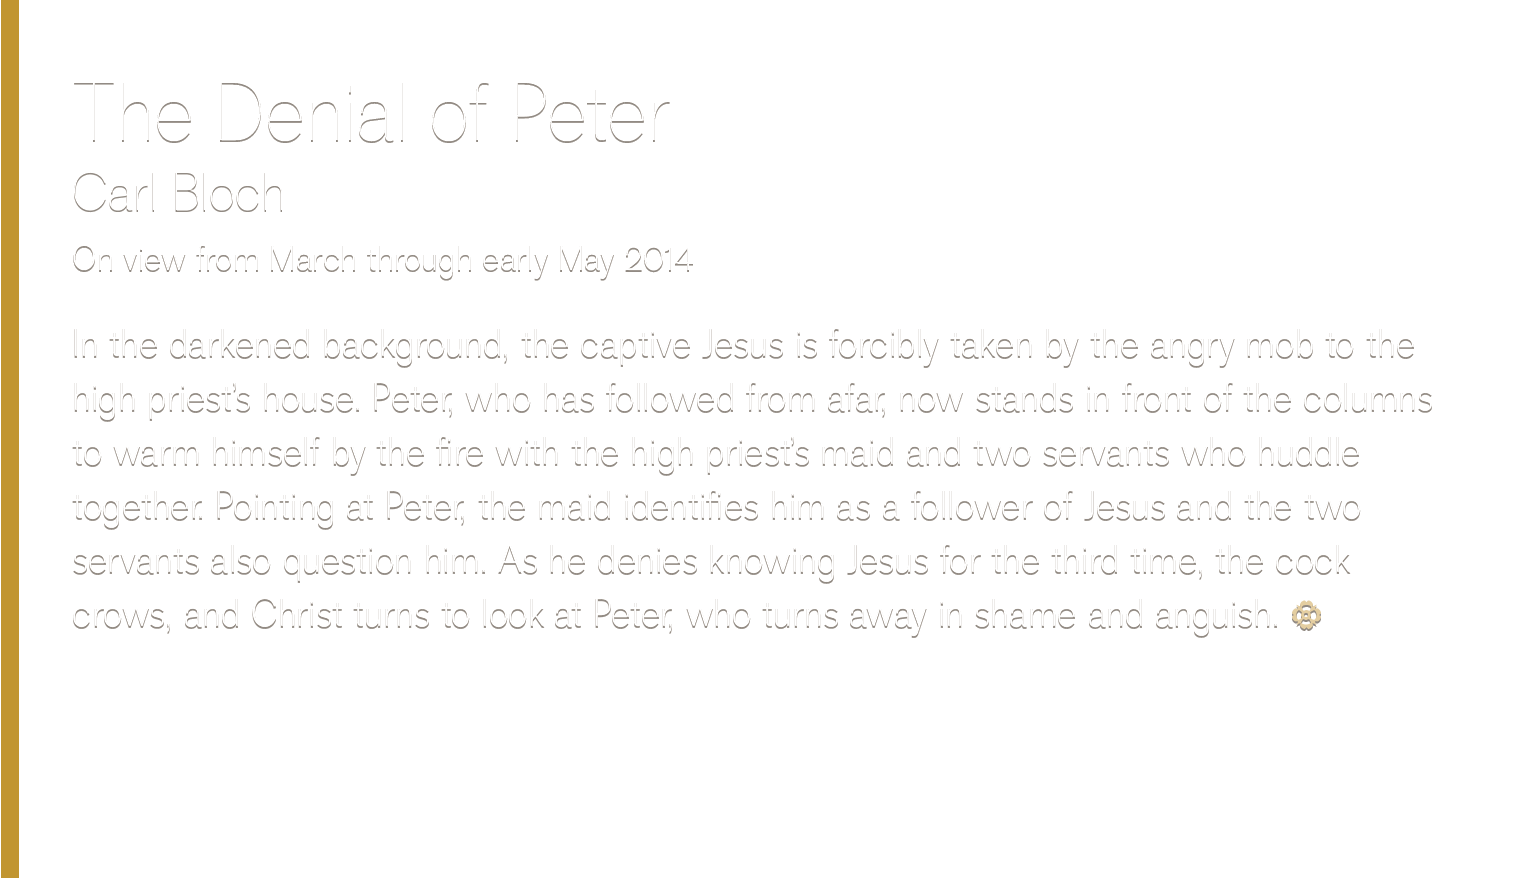 The Denial of Peter
Carl Bloch
On view from March through early May 2014
In the darkened background, the captive Jesus is forcibly taken by the angry mob to the
high priest’s house. Peter, who has followed from afar, now stands in front of the columns
to warm himself by the fire with the high priest’s maid and two servants who huddle
together. Pointing at Peter, the maid identifies him as a follower of Jesus and the two
servants also question him. As he denies knowing Jesus for the third time, the cock
crows, and Christ turns to look at Peter, who turns away in shame and anguish.